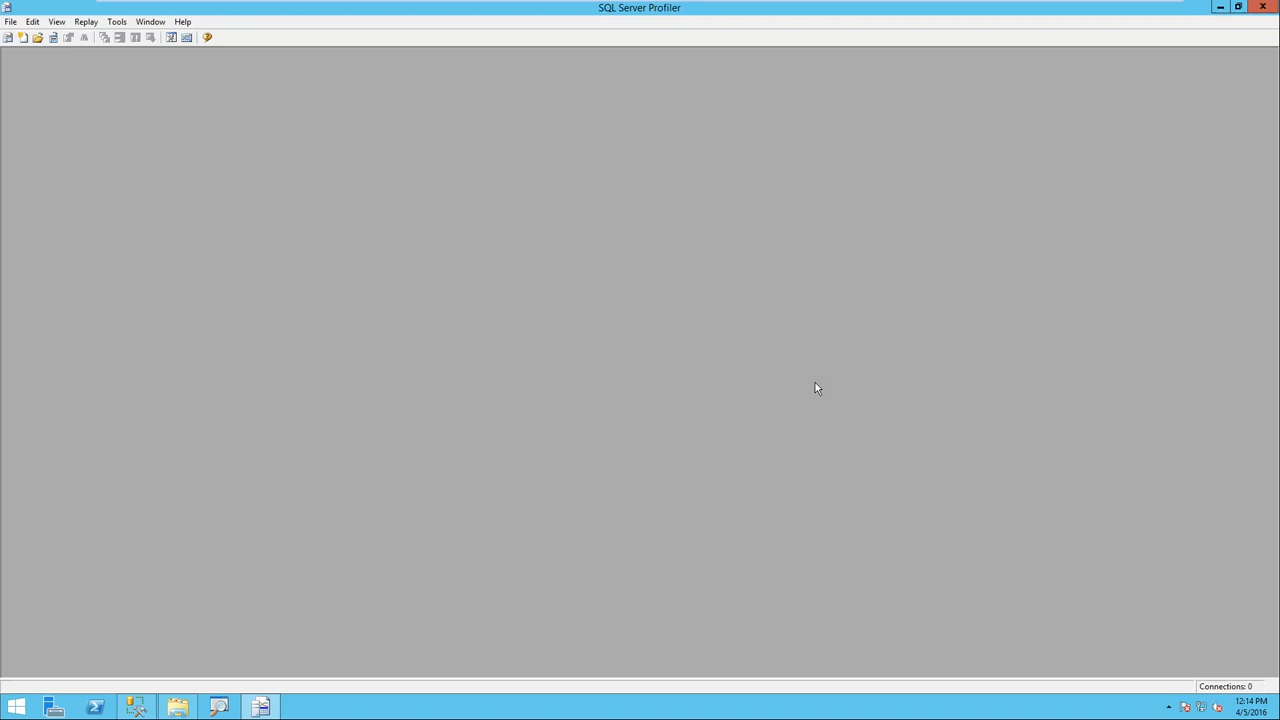 SQL Server Profiler
File Edit View Replay Tools Window Help
Connections: 0
12:14 PM
4/5/2016